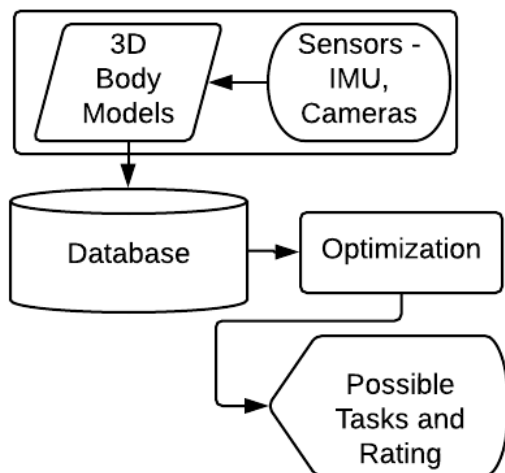 3D
Body
Models
Sensors -
IMU,
Cameras
Database
Optimization
Possible
Tasks and
Rating